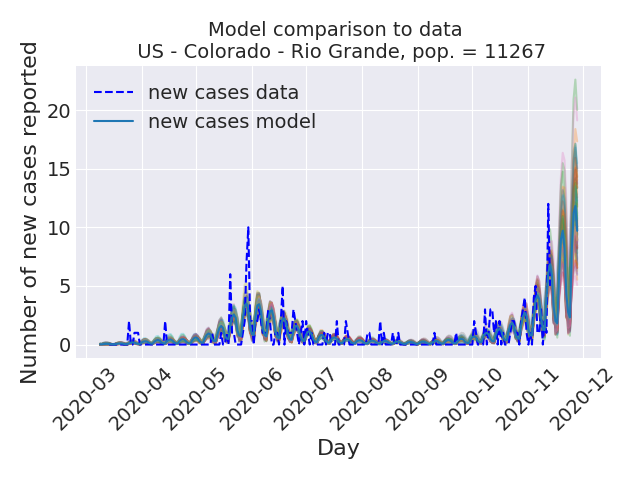 Model comparison to data
US - Colorado - Rio Grande, pop. = 11267
Number of new cases reported
new cases data
new cases model
20
15
10
5
0
2020-03
2020-04
2020-05
2020-06
2020-07
2020-08
2020-09
2020-10
2020-11
2020-12
Day